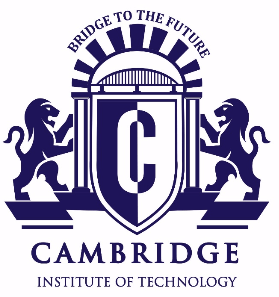 BRIDGE TO THE FUTURE
C
CAMBRIDGE
INSTITUTE OF TECHNOLOGY